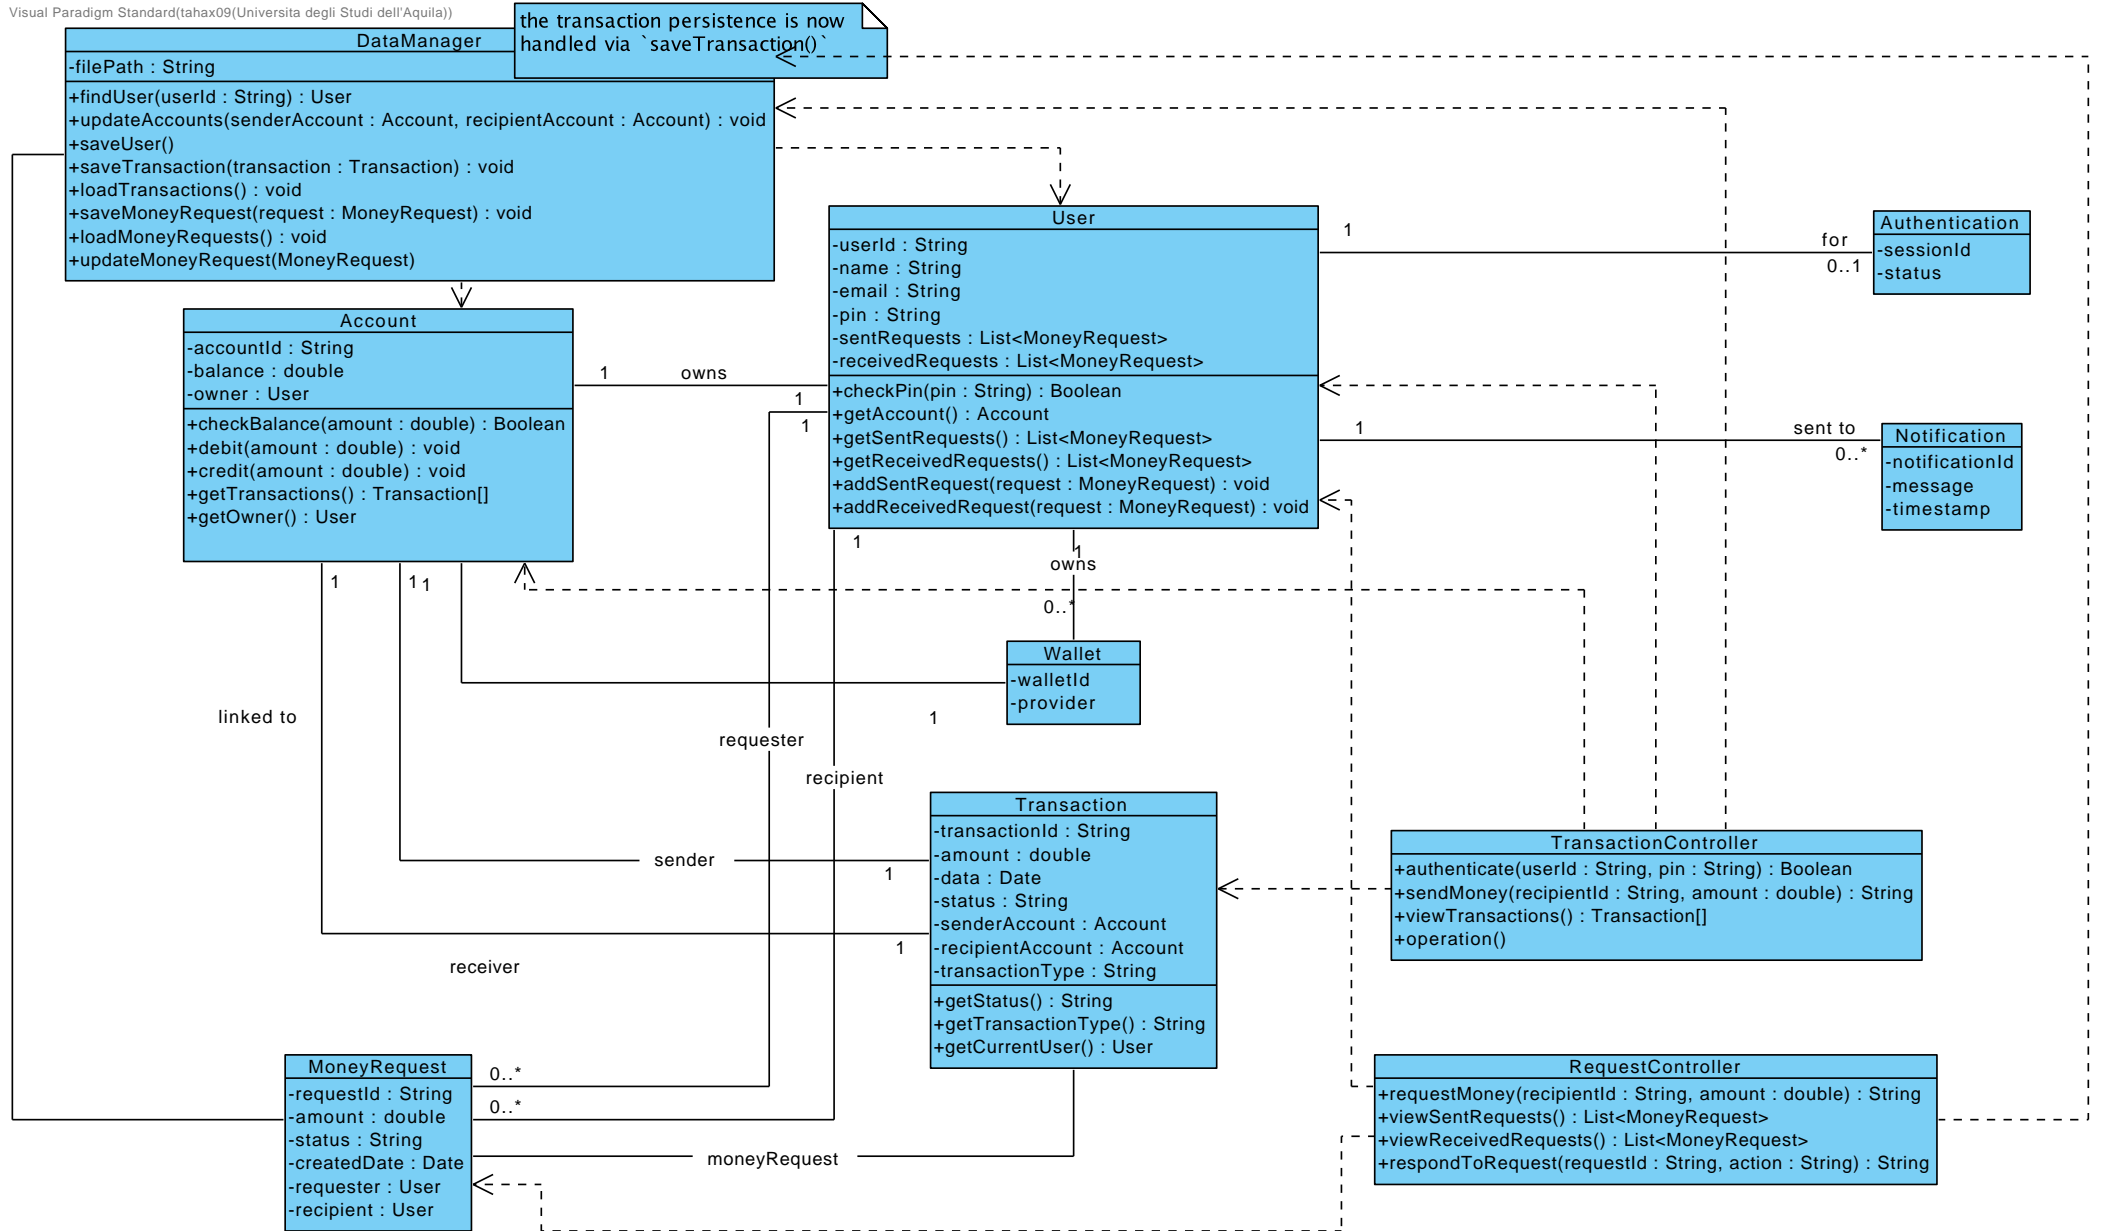 Visual Paradigm Standard(tahax09(Universita degli Studi dell'Aquila))
the transaction persistence is now
handled via `saveTransaction()`
DataManager
-filePath : String
+findUser(userId : String) : User
+updateAccounts(senderAccount : Account, recipientAccount : Account) : void
+saveUser()
+saveTransaction(transaction : Transaction) : void
+loadTransactions() : void
+saveMoneyRequest(request : MoneyRequest) : void
+loadMoneyRequests() : void
+updateMoneyRequest(MoneyRequest)
User
-userId : String
-name : String
-email : String
-pin : String
-sentRequests : List<MoneyRequest>
-receivedRequests : List<MoneyRequest>
+checkPin(pin : String) : Boolean
+getAccount() : Account
+getSentRequests() : List<MoneyRequest>
+getReceivedRequests() : List<MoneyRequest>
+addSentRequest(request : MoneyRequest) : void
+addReceivedRequest(request : MoneyRequest) : void
1
for
0..1
Authentication
-sessionId
-status
Account
-accountId : String
-balance : double
-owner : User
+checkBalance(amount : double) : Boolean
+debit(amount : double) : void
+credit(amount : double) : void
+getTransactions() : Transaction[]
+getOwner() : User
1
owns
1
1
1
sent to
0..*
Notification
-notificationId
-message
-timestamp
1
1
1
1
1
owns
0..*
Wallet
-walletId
-provider
1
linked to
requester
recipient
Transaction
-transactionId : String
-amount : double
-data : Date
-status : String
-senderAccount : Account
-recipientAccount : Account
-transactionType : String
+getStatus() : String
+getTransactionType() : String
+getCurrentUser() : User
sender
1
1
receiver
TransactionController
+authenticate(userId : String, pin : String) : Boolean
+sendMoney(recipientId : String, amount : double) : String
+viewTransactions() : Transaction[]
+operation()
MoneyRequest
-requestId : String
-amount : double
-status : String
-createdDate : Date
-requester : User
-recipient : User
0..*
0..*
moneyRequest
RequestController
+requestMoney(recipientId : String, amount : double) : String
+viewSentRequests() : List<MoneyRequest>
+viewReceivedRequests() : List<MoneyRequest>
+respondToRequest(requestId : String, action : String) : String